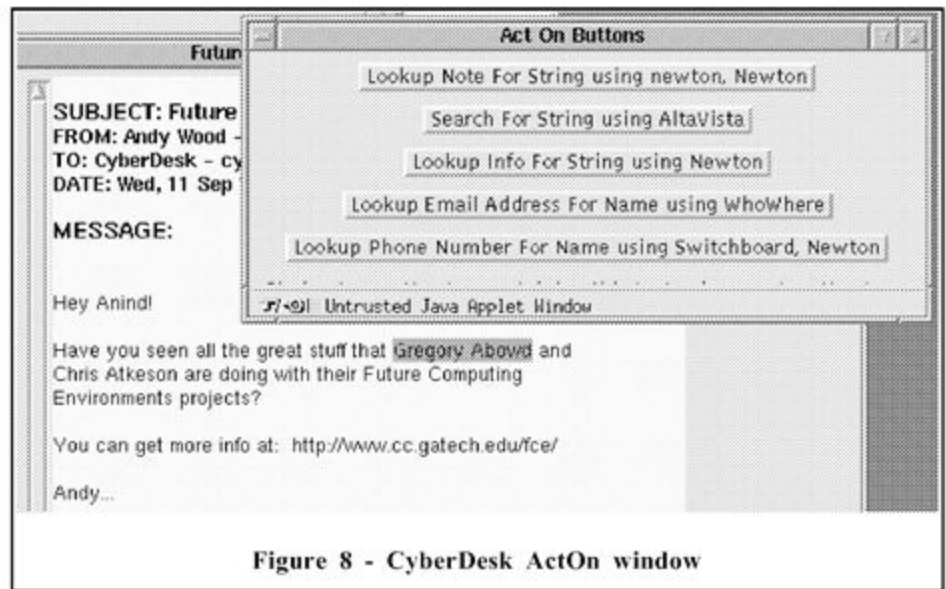 Act On Buttons
Lookup Note For String using newton, Newton
Search For String using AltaVista
Lookup Info For String using Newton
Lookup Email Address For Name using WhoWhere
Lookup Phone Number For Name using Switchboard, Newton
Untrusted Java Applet Window
Futur
SUBJECT: Future
FROM: Andy Wood -
TO: CyberDesk - cy
DATE: Wed, 11 Sep
MESSAGE:
Hey Anind!
Have you seen all the great stuff that Gregory Abowd and
Chris Atkeson are doing with their Future Computing
Environments projects?
You can get more info at: http://www.cc.gatech.edu/fce/
Andy...
Figure 8 - CyberDesk ActOn window